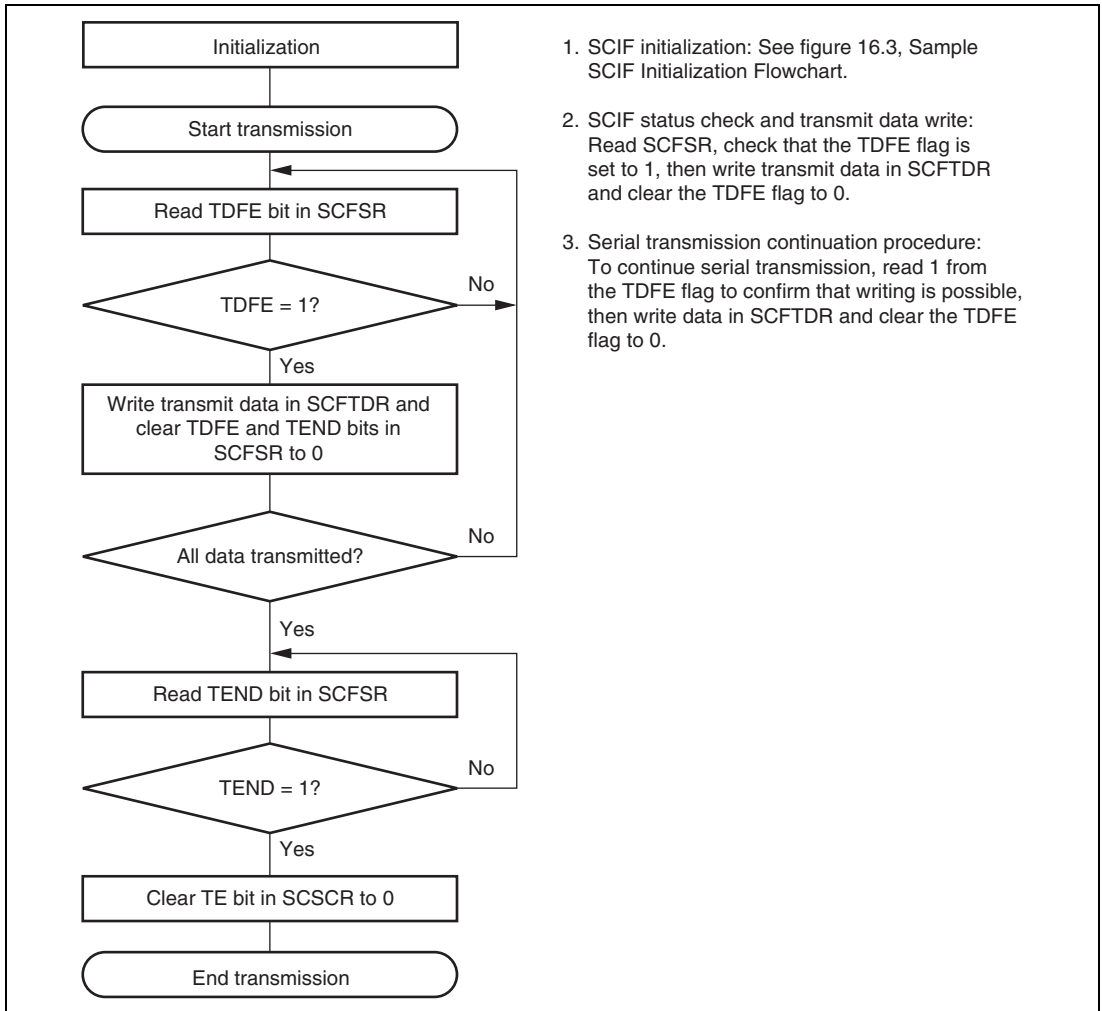 Initialization
Start transmission
Read TDFE bit in SCFSR
TDFE = 1?
No
Yes
Write transmit data in SCFTDR and
clear TDFE and TEND bits in
SCFSR to 0
All data transmitted?
No
Yes
Read TEND bit in SCFSR
TEND = 1?
No
Yes
Clear TE bit in SCSCR to 0
End transmission
1. SCIF initialization: See figure 16.3, Sample
SCIF Initialization Flowchart.
2. SCIF status check and transmit data write:
Read SCFSR, check that the TDFE flag is
set to 1, then write transmit data in SCFTDR
and clear the TDFE flag to 0.
3. Serial transmission continuation procedure:
To continue serial transmission, read 1 from
the TDFE flag to confirm that writing is possible,
then write data in SCFTDR and clear the TDFE
flag to 0.